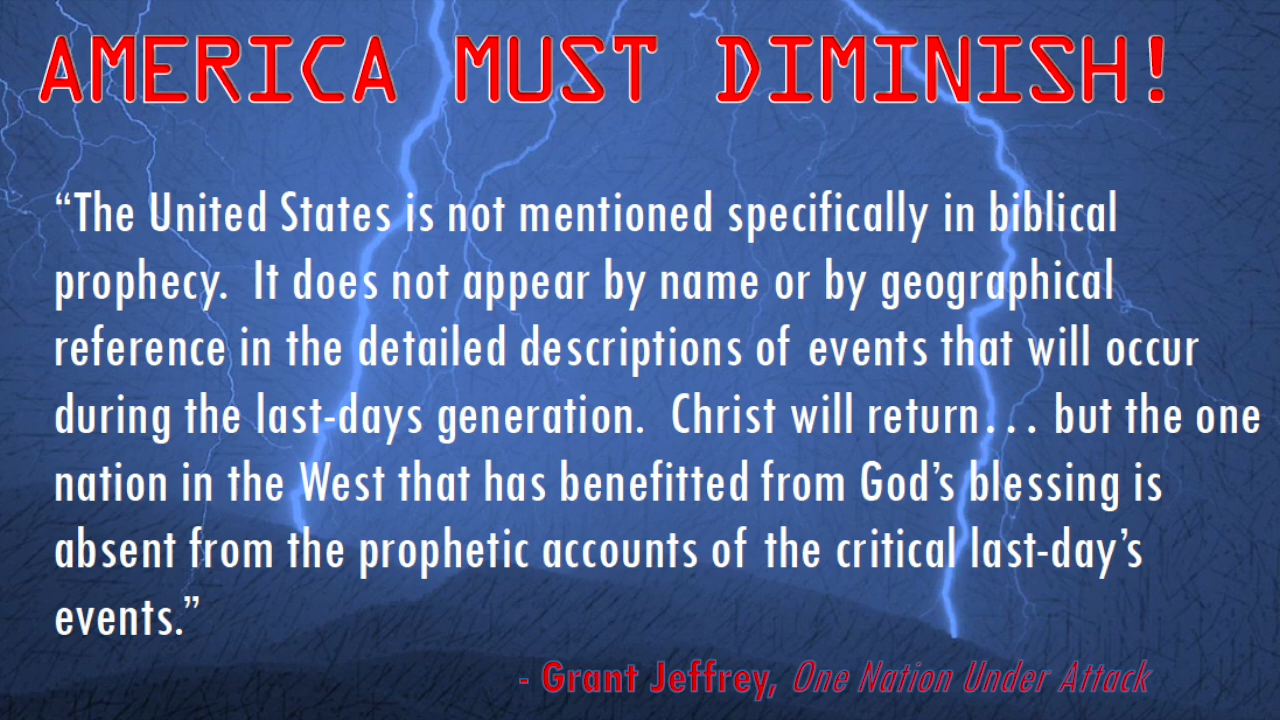 AMERICA MUST DIMINISH!
“The United States is not mentioned specifically in biblical
prophecy.  It does not appear by name or by geographical
reference in the detailed descriptions of events that will occur
during the last-days generation.  Christ will return… but the one
nation in the West that has benefitted from God’s blessing is
absent from the prophetic accounts of the critical last-day’s
events.”
- Grant Jeffrey, One Nation Under Attack